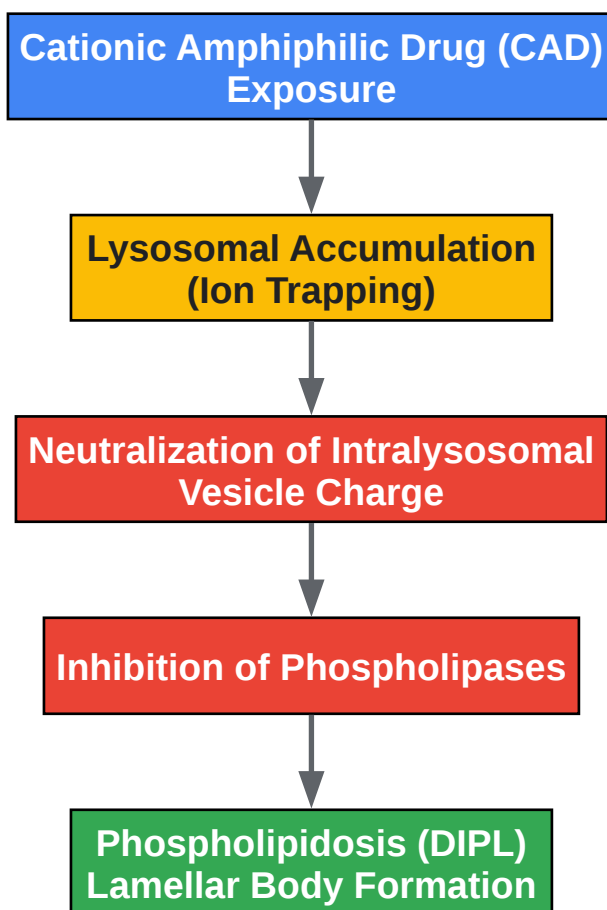 Cationic Amphiphilic Drug (CAD)
Exposure
Lysosomal Accumulation
(Ion Trapping)
Neutralization of Intralysosomal
Vesicle Charge
Inhibition of Phospholipases
Phospholipidosis (DIPL)
Lamellar Body Formation